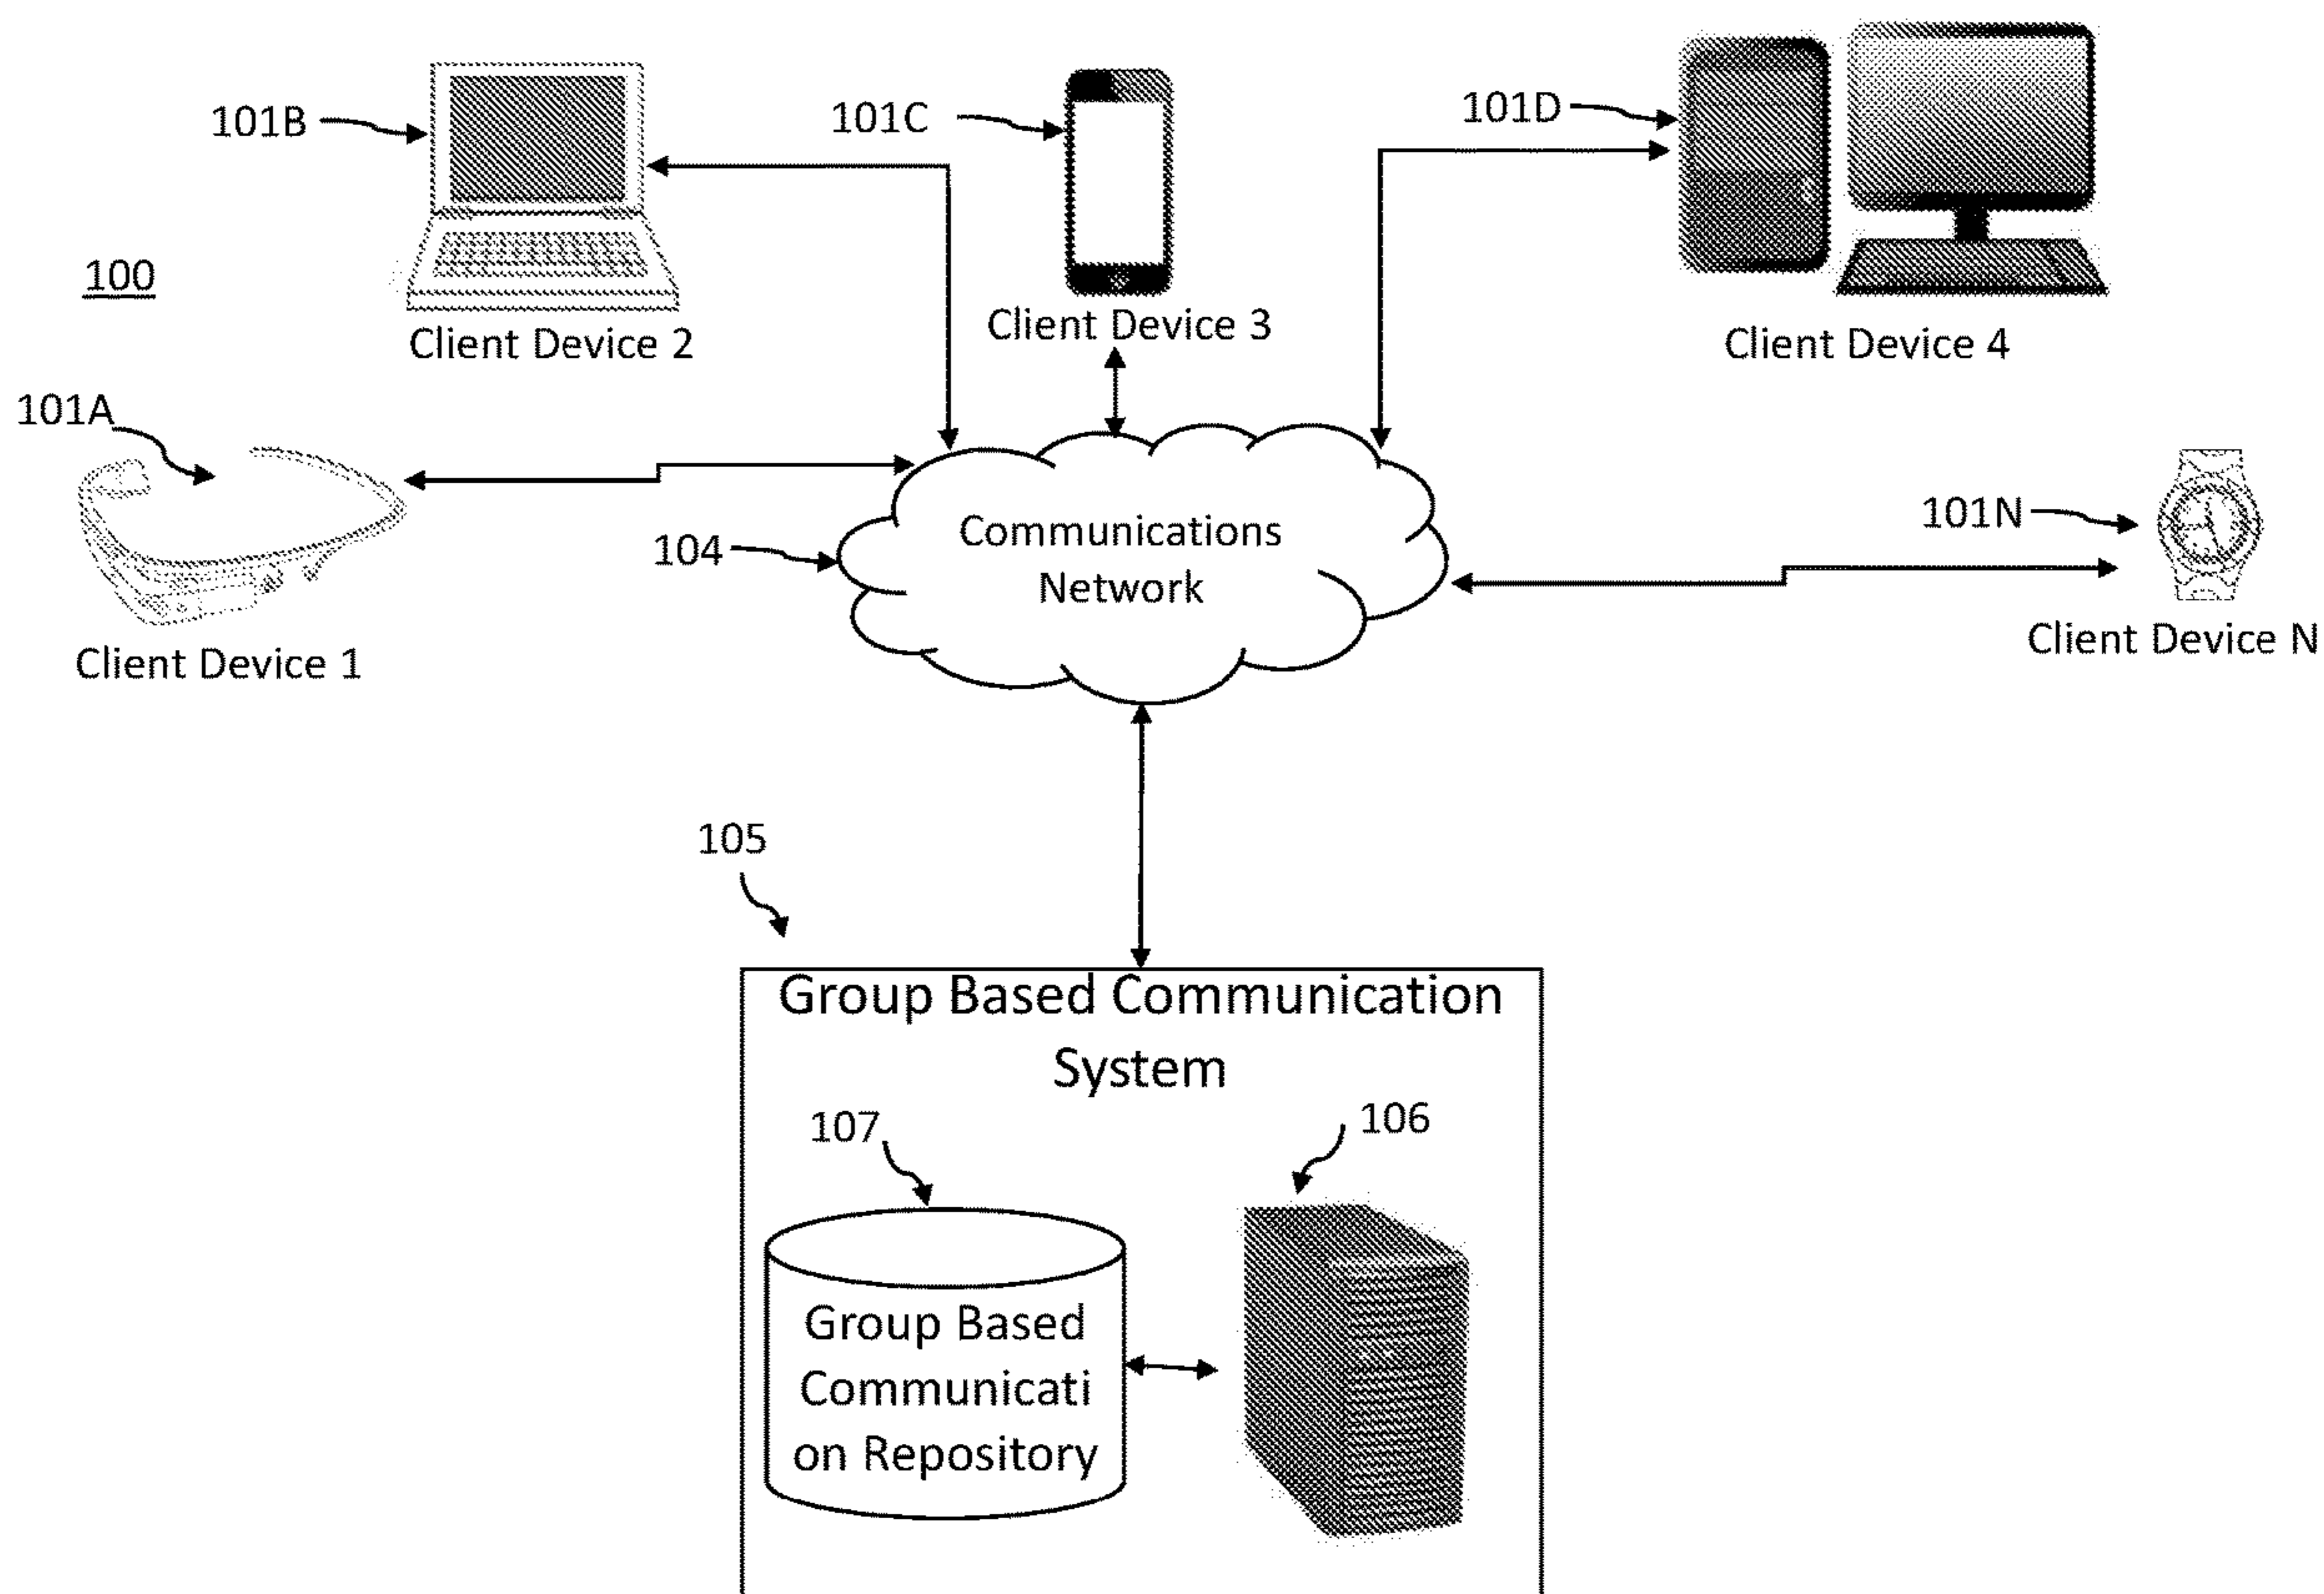 101B
101C
101D
100
Client Device 2
Client Device 3
Client Device 4
101A
101N
104
Communications
Network
Client Device 1
Client Device N
105
Group Based Communication
System
107
106
Group Based
Communicati
on Repository